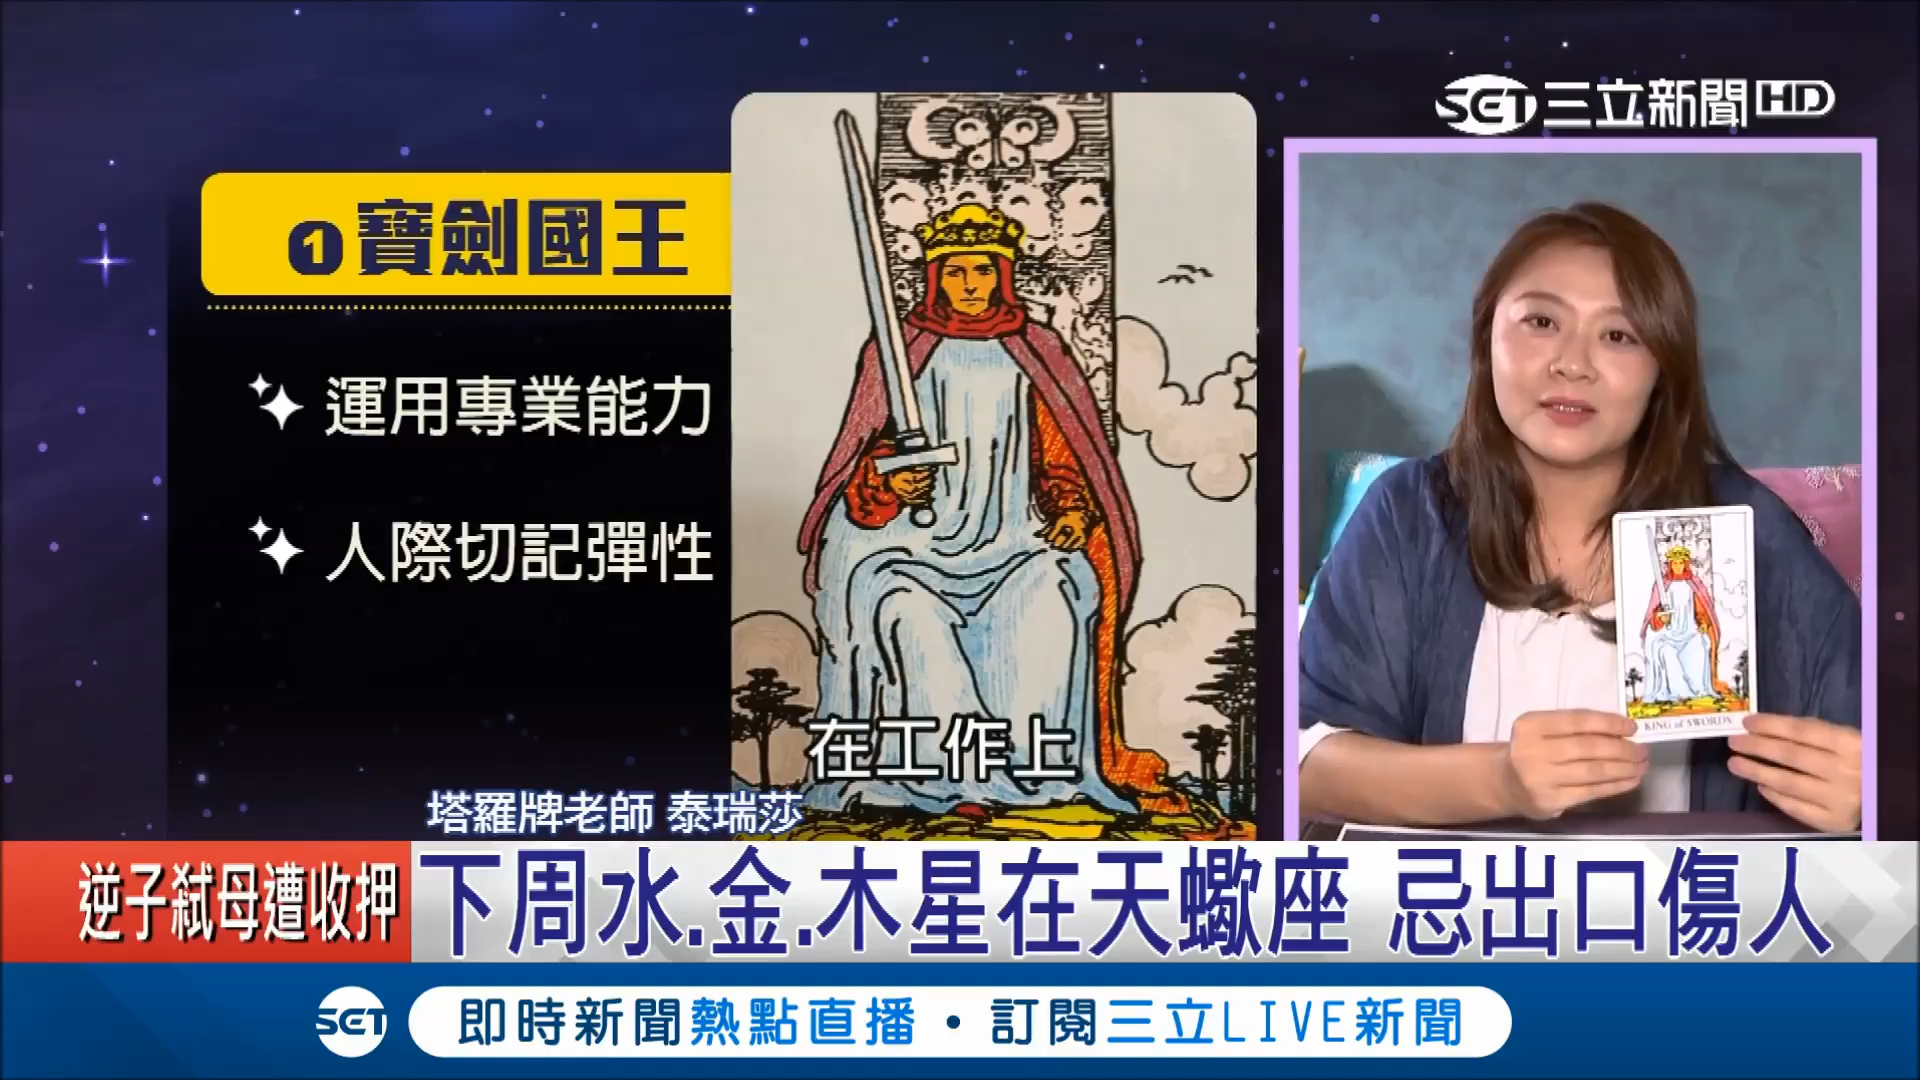 SET三立新聞HD
❶寶劍國王
運用專業能力
人際切記彈性
KING of SWORDS
在工作上
塔羅牌老師 泰瑞莎
逆子弒母遭收押
下周水.金.木星在天蠍座 忌出口傷人
SET
即時新聞熱點直播・訂閱三立LIVE新聞